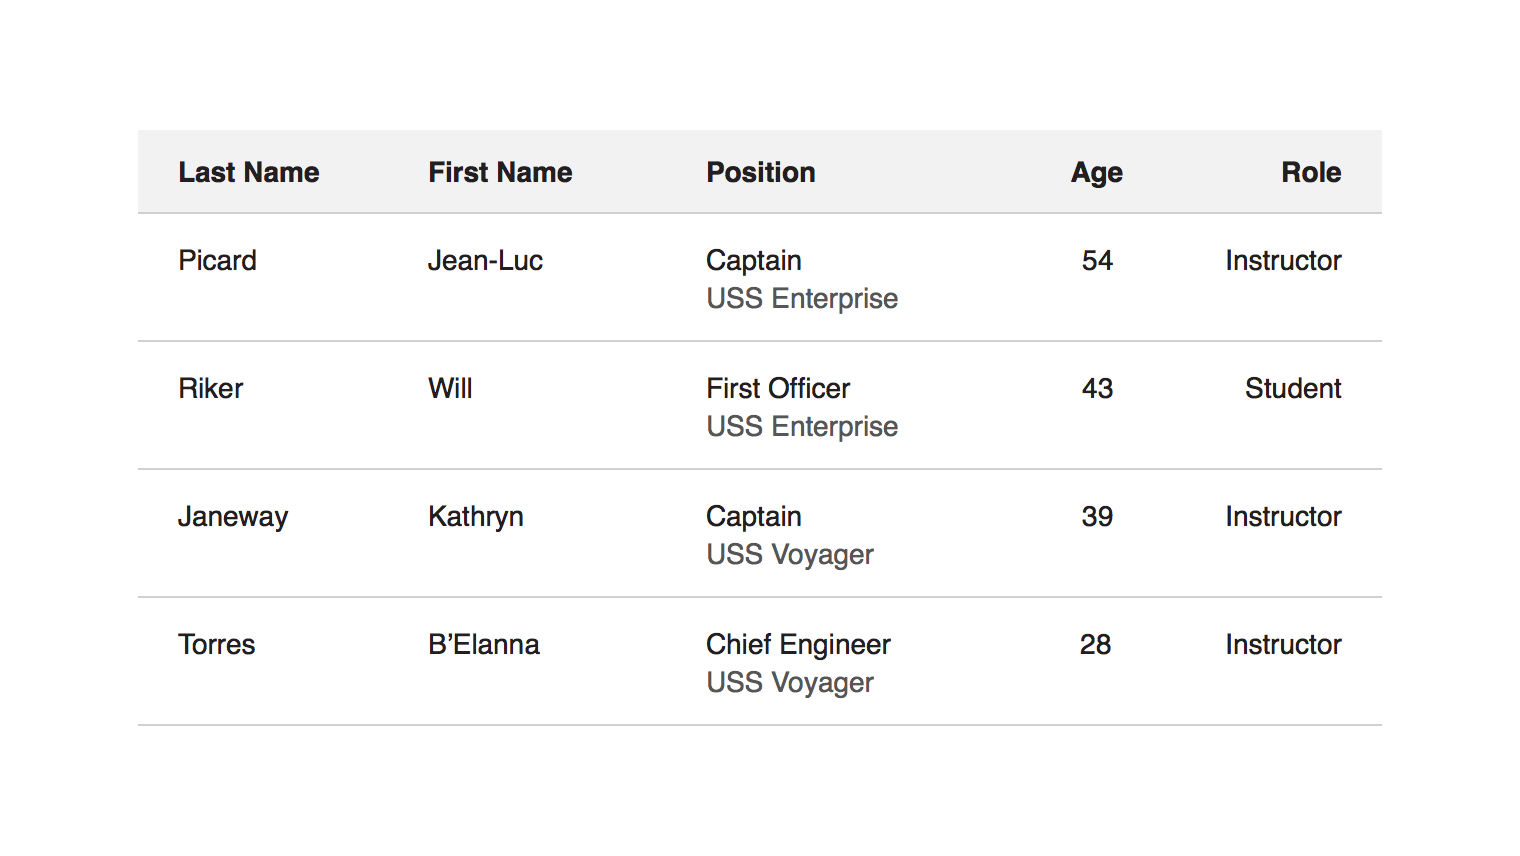 Last Name First Name Position Age Role
Picard Jean-Luc Captain 54 Instructor
USS Enterprise
Riker Will First Officer 43 Student
USS Enterprise
Janeway Kathryn Captain 39 Instructor
USS Voyager
Torres B’Elanna Chief Engineer 28 Instructor
USS Voyager